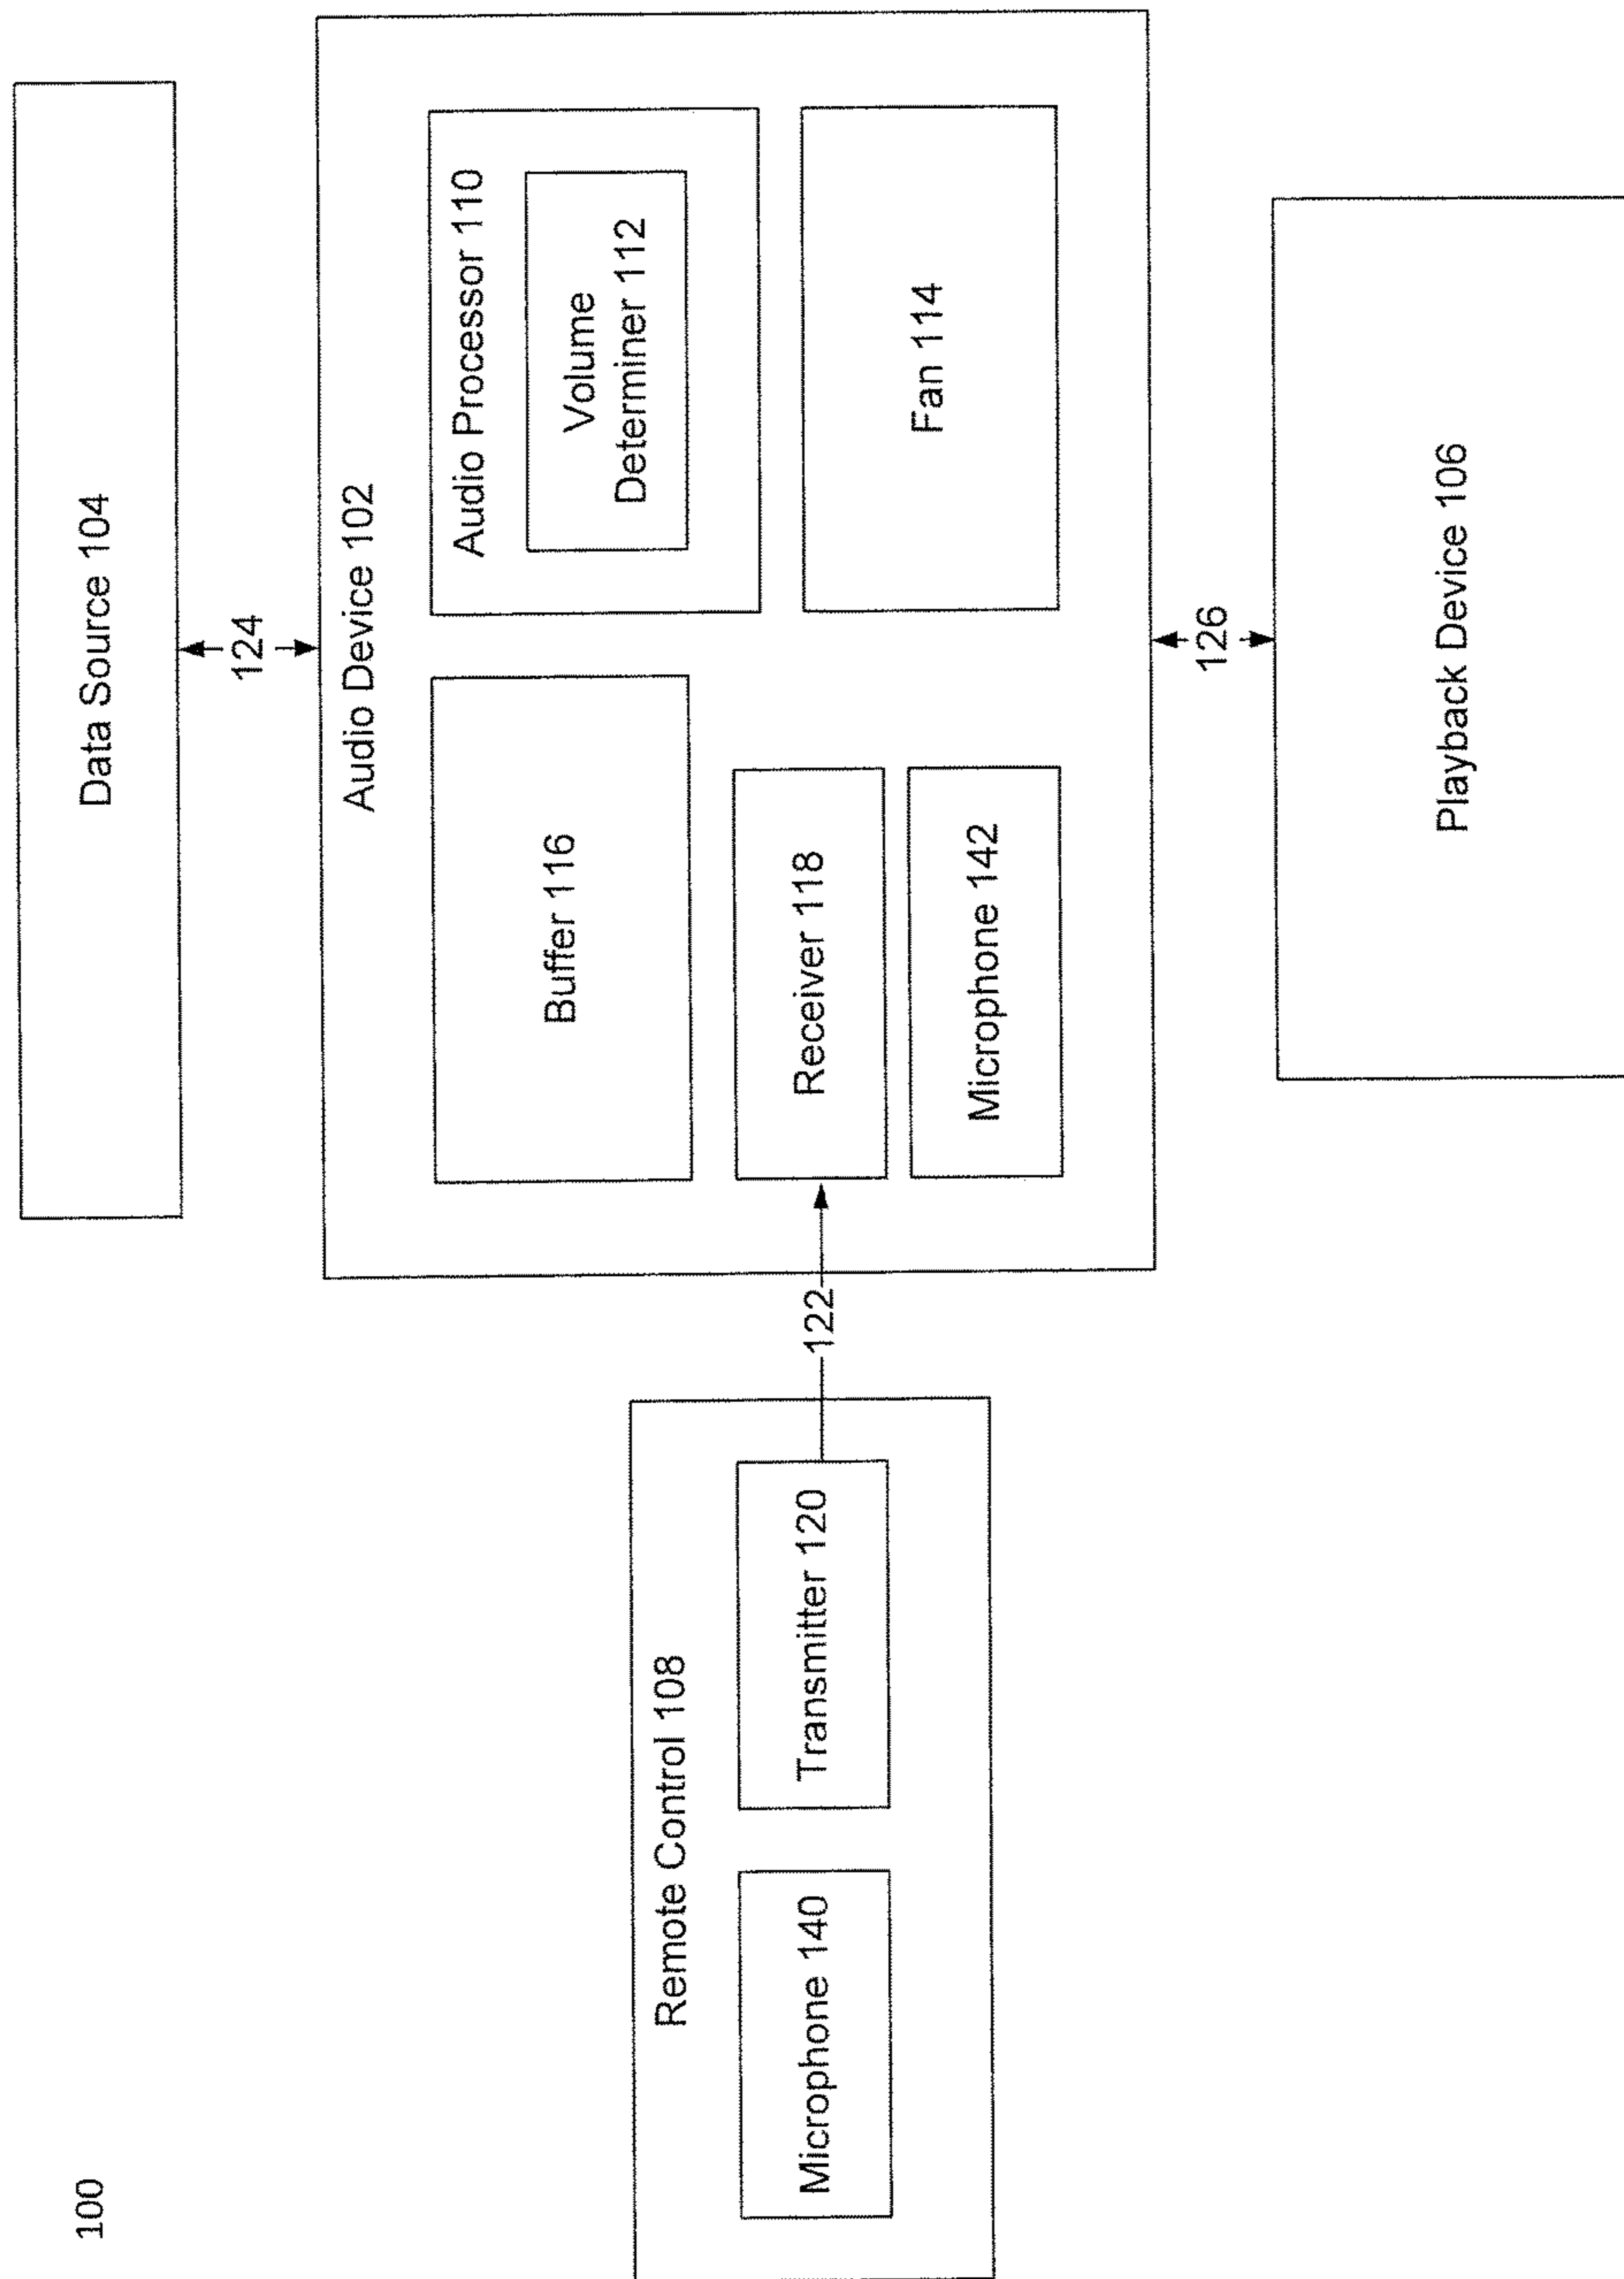 100
Data Source 104
124
Audio Device 102
Buffer 116
Audio Processor 110
Volume
Determiner 112
Remote Control 108
Microphone 140
Transmitter 120
122
Receiver 118
Microphone 142
Fan 114
126
Playback Device 106